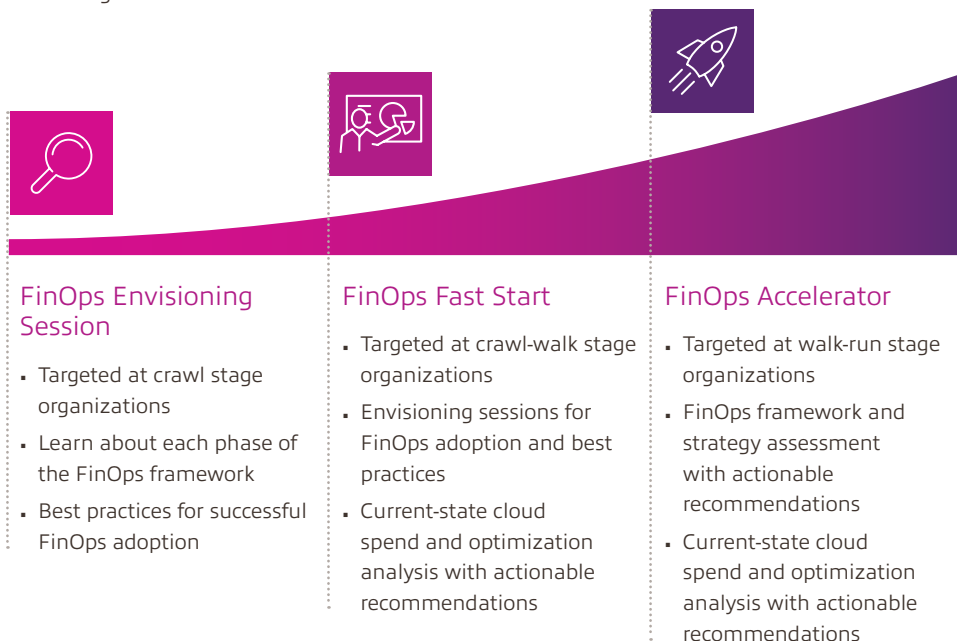 FinOps Envisioning
Session
▪ Targeted at crawl stage
organizations
▪ Learn about each phase of
the FinOps framework
▪ Best practices for successful
FinOps adoption
FinOps Fast Start
▪ Targeted at crawl-walk stage
organizations
▪ Envisioning sessions for
FinOps adoption and best
practices
▪ Current-state cloud
spend and optimization
analysis with actionable
recommendations
FinOps Accelerator
▪ Targeted at walk-run stage
organizations
▪ FinOps framework and
strategy assessment
with actionable
recommendations
▪ Current-state cloud
spend and optimization
analysis with actionable
recommendations